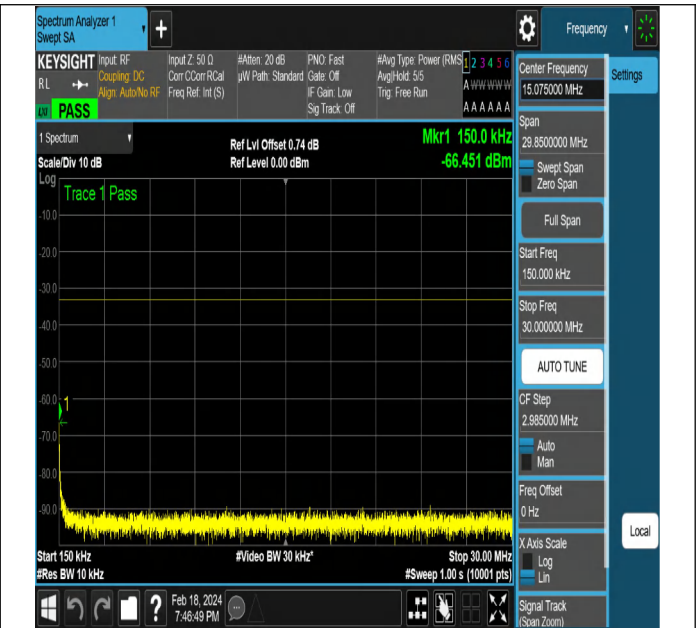 Spectrum Analyzer 1
Swept SA
Frequency
KEYSIGHT
RL
LXI
PASS
Input: RF
Coupling: DC
Align: Auto/No RF
Input Z: 50 Ω
Corr CCorr RCal
Freq Ref: Int (S)
#Atten: 20 dB
µW Path: Standard
PNO: Fast
Gate: Off
IF Gain: Low
Sig Track: Off
#Avg Type: Power (RMS
Avg|Hold: 5/5
Trig: Free Run
1 2 3 4 5 6
A W W W W W
A A A A A A
1 Spectrum
Scale/Div 10 dB
Ref Lvl Offset 0.74 dB
Ref Level 0.00 dBm
Mkr1 150.0 kHz
-66.451 dBm
Log
Trace 1 Pass
-10.0
-20.0
-30.0
-40.0
-50.0
-60.0
1
-70.0
-80.0
-90.0
Start 150 kHz
#Res BW 10 kHz
#Video BW 30 kHz*
Stop 30.00 MHz
#Sweep 1.00 s (10001 pts)
?
Feb 18, 2024
7:46:49 PM
Center Frequency
15.075000 MHz
Settings
Span
29.8500000 MHz
Swept Span
Zero Span
Full Span
Start Freq
150.000 kHz
Stop Freq
30.000000 MHz
AUTO TUNE
CF Step
2.985000 MHz
Auto
Man
Freq Offset
0 Hz
X Axis Scale
Log
Lin
Local
Signal Track
(Span Zoom)